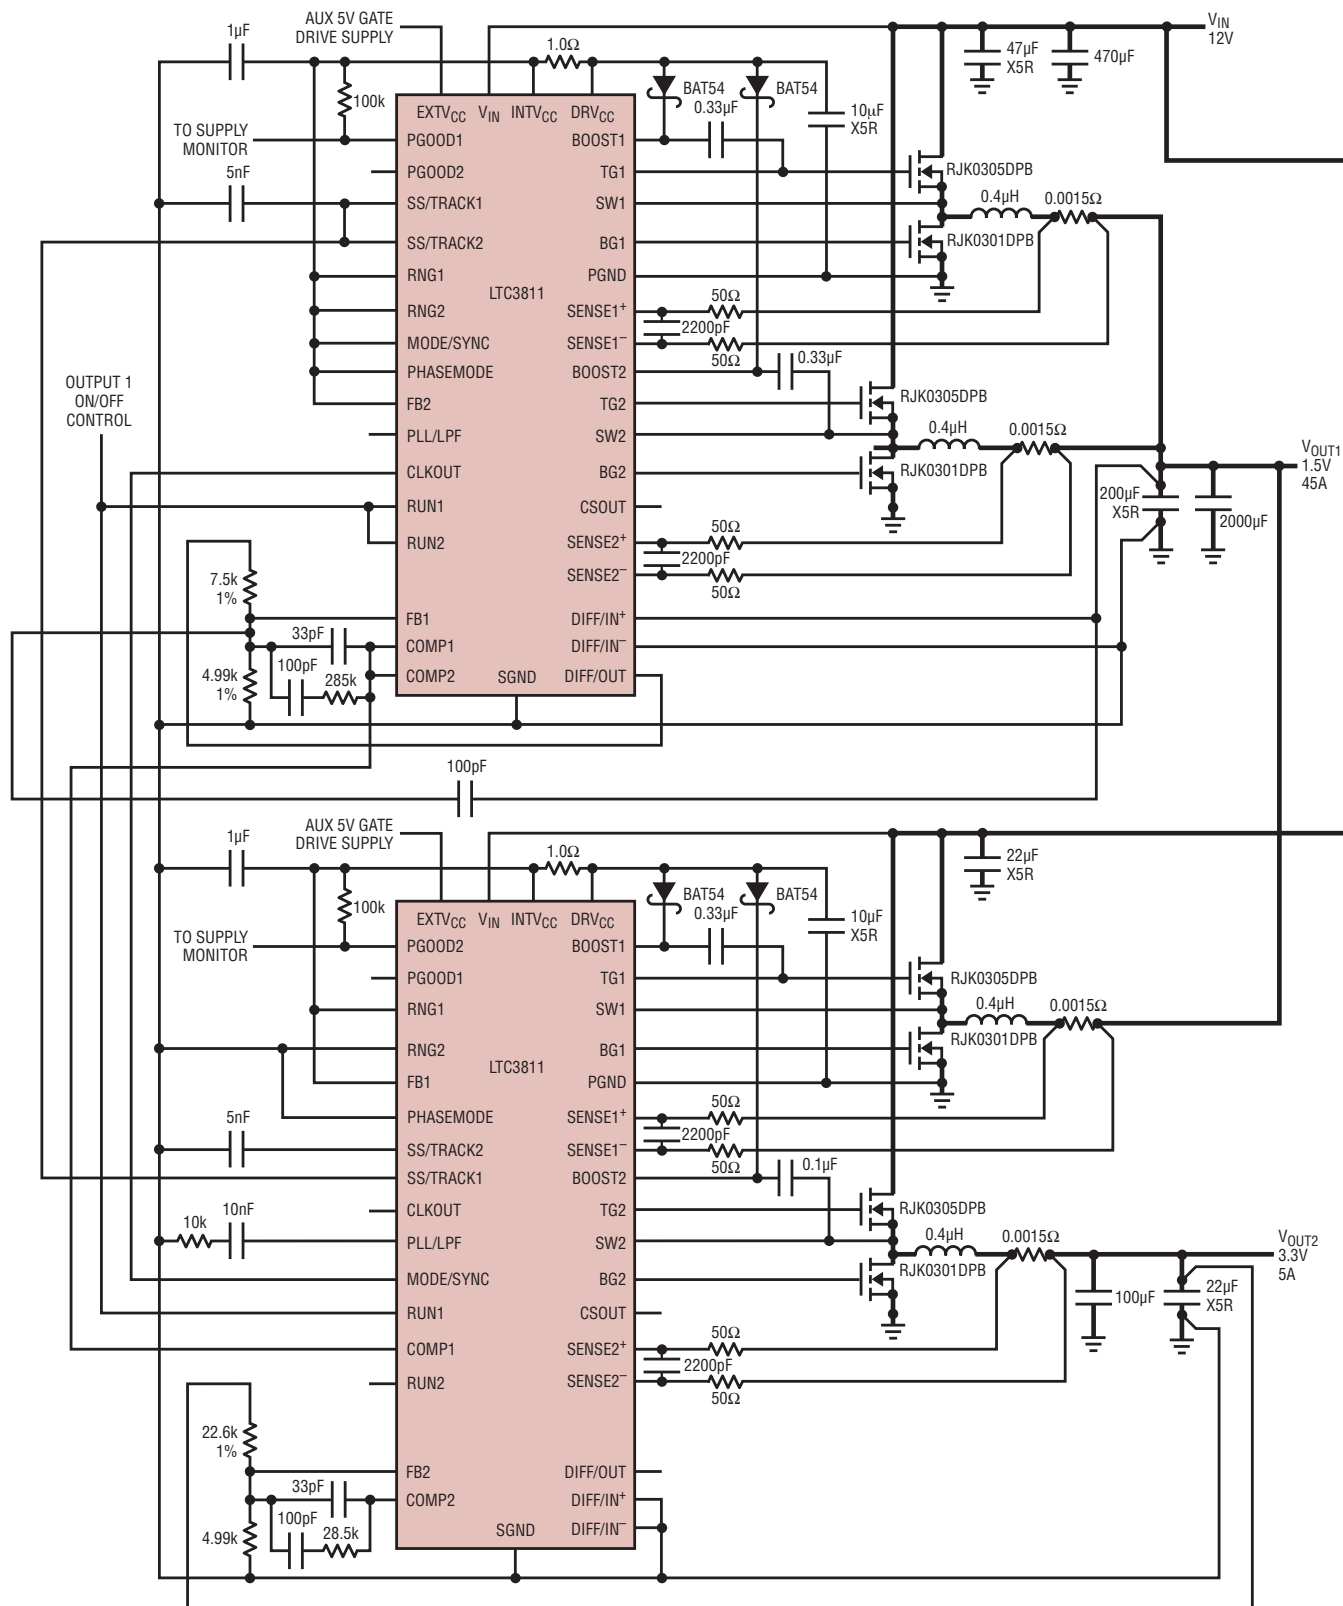 AUX 5V GATE
DRIVE SUPPLY
1µF
1.0Ω
VIN
12V
47µF
X5R
470µF
100k
BAT54
BAT54
0.33µF
10µF
X5R
EXTVCC
VIN
INTVCC
DRVCC
TO SUPPLY
MONITOR
PGOOD1
BOOST1
5nF
PGOOD2
TG1
RJK0305DPB
SS/TRACK1
SW1
0.4µH
0.0015Ω
SS/TRACK2
BG1
RJK0301DPB
RNG1
PGND
LTC3811
50Ω
RNG2
SENSE1+
2200pF
MODE/SYNC
SENSE1–
50Ω
0.33µF
PHASEMODE
BOOST2
OUTPUT 1
ON/OFF
CONTROL
FB2
TG2
RJK0305DPB
PLL/LPF
SW2
0.4µH
0.0015Ω
VOUT1
1.5V
45A
CLKOUT
BG2
RJK0301DPB
200µF
X5R
2000µF
RUN1
CSOUT
50Ω
RUN2
SENSE2+
2200pF
SENSE2–
50Ω
7.5k
1%
FB1
DIFF/IN+
33pF
COMP1
DIFF/IN–
100pF
285k
4.99k
1%
COMP2
SGND
DIFF/OUT
100pF
AUX 5V GATE
DRIVE SUPPLY
1µF
1.0Ω
22µF
X5R
100k
BAT54
BAT54
0.33µF
10µF
X5R
EXTVCC
VIN
INTVCC
DRVCC
TO SUPPLY
MONITOR
PGOOD2
BOOST1
PGOOD1
TG1
RJK0305DPB
RNG1
SW1
0.4µH
0.0015Ω
RNG2
BG1
RJK0301DPB
LTC3811
FB1
PGND
50Ω
PHASEMODE
SENSE1+
2200pF
5nF
SS/TRACK2
SENSE1–
50Ω
0.1µF
SS/TRACK1
BOOST2
10k
10nF
CLKOUT
TG2
RJK0305DPB
PLL/LPF
SW2
0.4µH
0.0015Ω
VOUT2
3.3V
5A
MODE/SYNC
BG2
RJK0301DPB
100µF
22µF
X5R
RUN1
CSOUT
50Ω
COMP1
SENSE2+
2200pF
RUN2
SENSE2–
50Ω
22.6k
1%
FB2
DIFF/OUT
33pF
COMP2
DIFF/IN+
100pF
28.5k
4.99k
SGND
DIFF/IN–